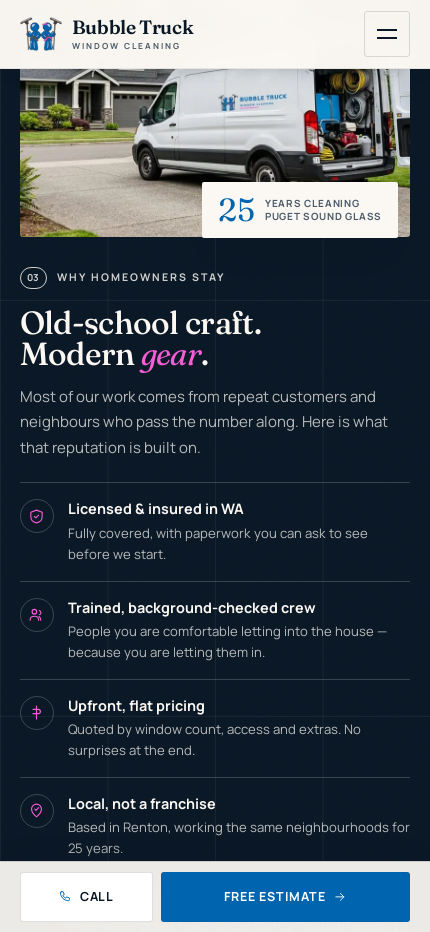 Bubble Truck
WINDOW CLEANING
BUBBLE TRUCK
25
YEARS CLEANING
PUGET SOUND GLASS
03 WHY HOMEOWNERS STAY
Old-school craft.
Modern gear.
Most of our work comes from repeat customers and
neighbours who pass the number along. Here is what
that reputation is built on.
Licensed & insured in WA
Fully covered, with paperwork you can ask to see
before we start.
Trained, background-checked crew
People you are comfortable letting into the house —
because you are letting them in.
Upfront, flat pricing
Quoted by window count, access and extras. No
surprises at the end.
Local, not a franchise
Based in Renton, working the same neighbourhoods for
25 years.
CALL
FREE ESTIMATE →